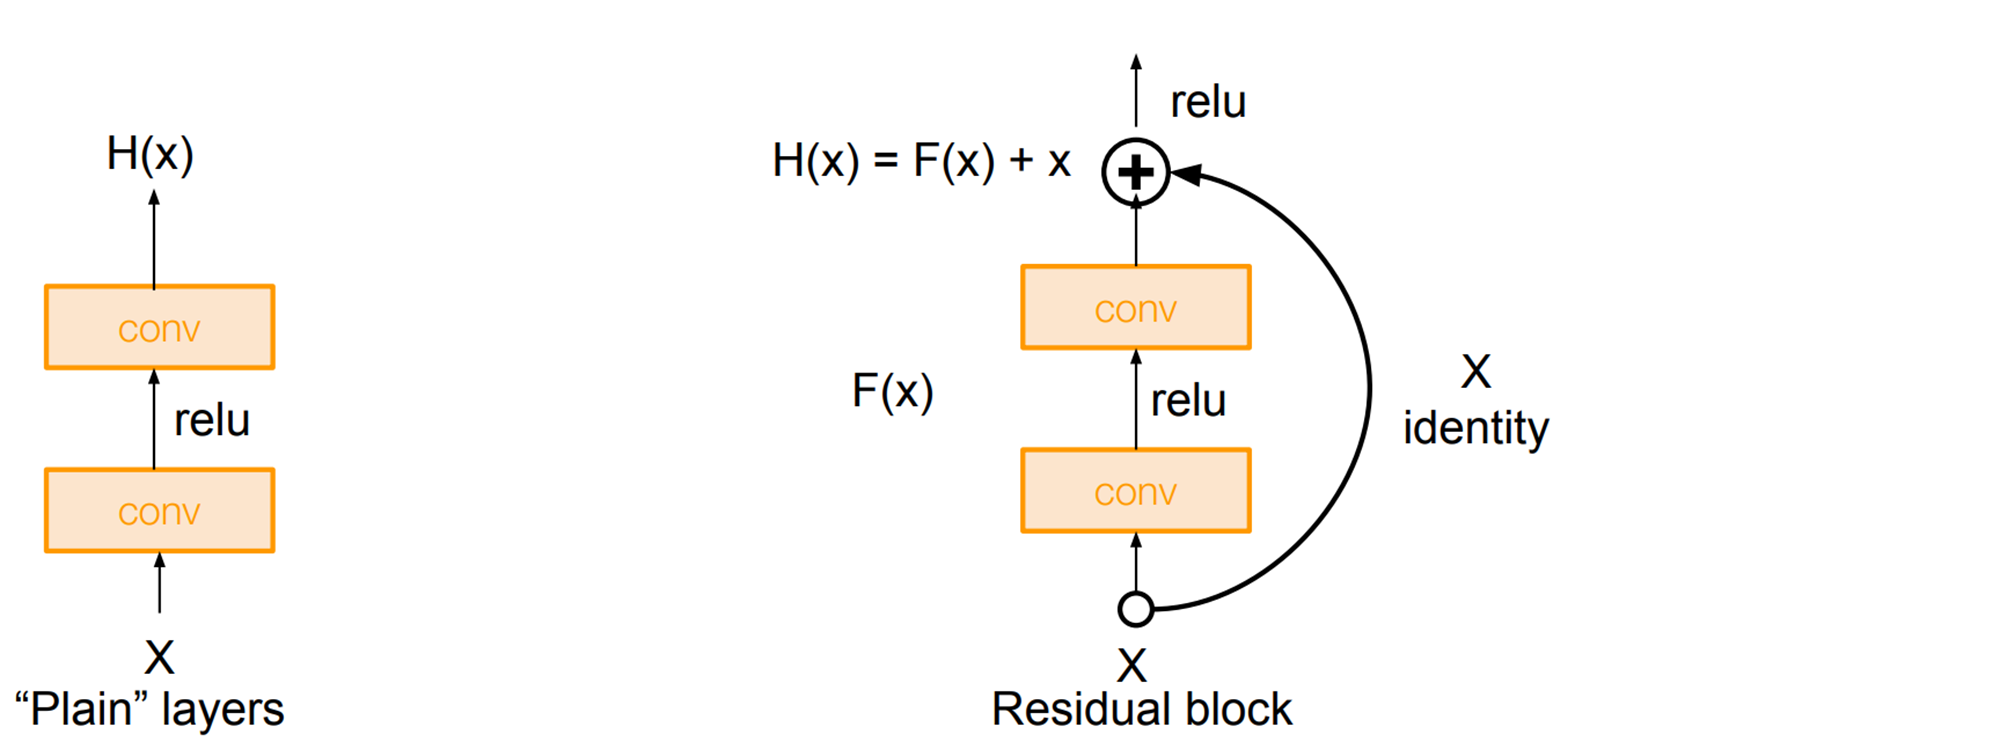 H(x)
conv
relu
conv
X
“Plain” layers
relu
H(x) = F(x) + x
conv
F(x)
relu
conv
X
identity
X
Residual block